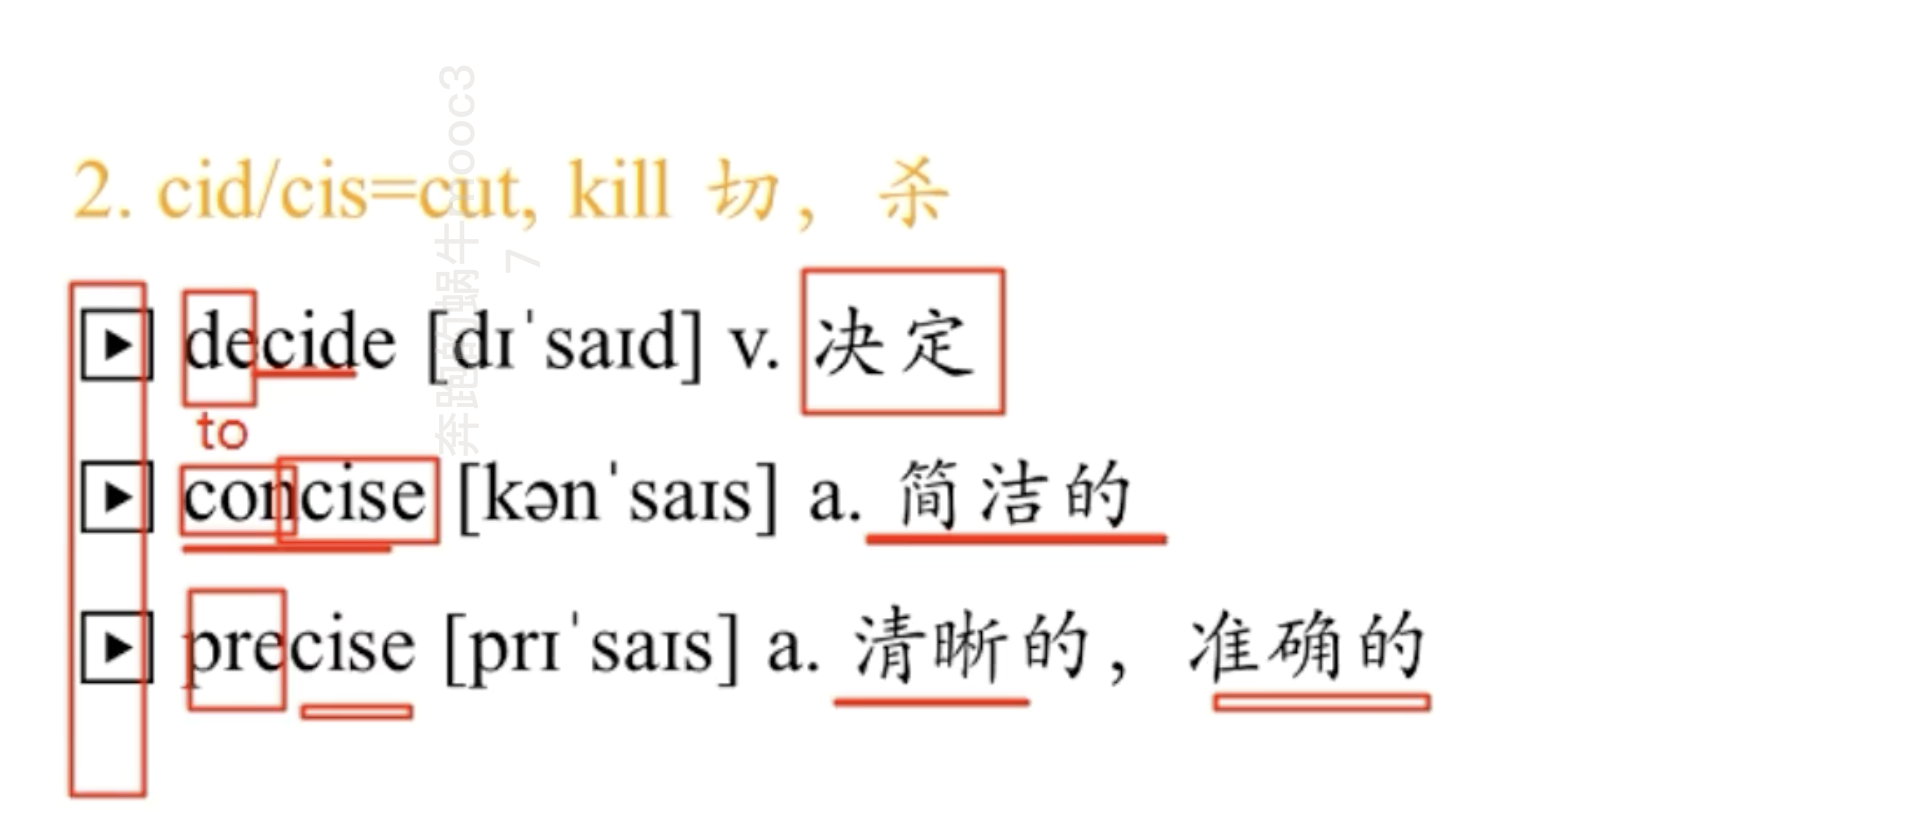 2. cid/cis=cut, kill 切，杀
decide [dɪˈsaɪd] v. 决定
to
concise [kənˈsaɪs] a. 简洁的
precise [prɪˈsaɪs] a. 清晰的，准确的
奔跑的蜗牛mooc3
7